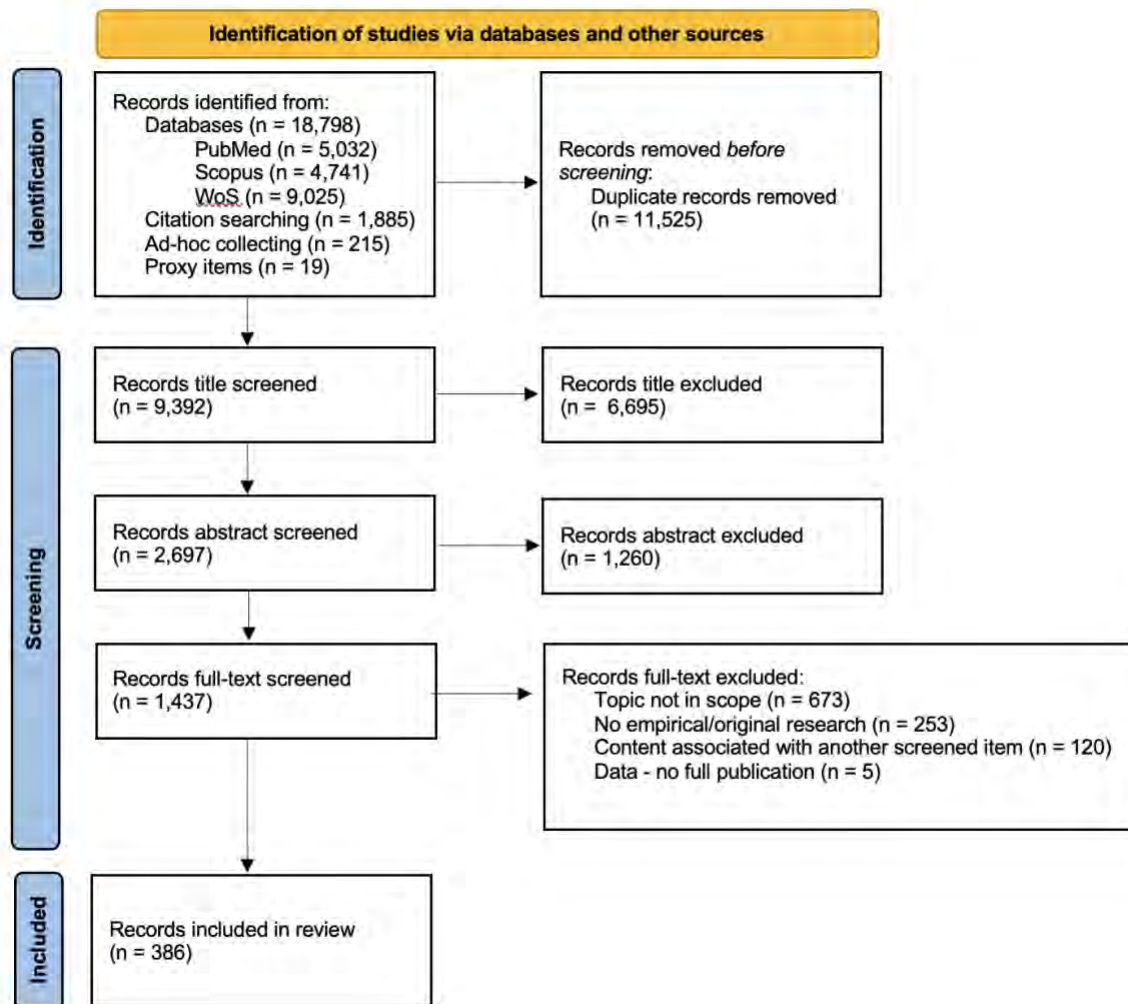 Identification of studies via databases and other sources
Identification
Records identified from:
Databases (n = 18,798)
PubMed (n = 5,032)
Scopus (n = 4,741)
WoS (n = 9,025)
Citation searching (n = 1,885)
Ad-hoc collecting (n = 215)
Proxy items (n = 19)
Records removed before
screening:
Duplicate records removed
(n = 11,525)
Screening
Records title screened
(n = 9,392)
Records title excluded
(n = 6,695)
Records abstract screened
(n = 2,697)
Records abstract excluded
(n = 1,260)
Records full-text screened
(n = 1,437)
Records full-text excluded:
Topic not in scope (n = 673)
No empirical/original research (n = 253)
Content associated with another screened item (n = 120)
Data - no full publication (n = 5)
Included
Records included in review
(n = 386)